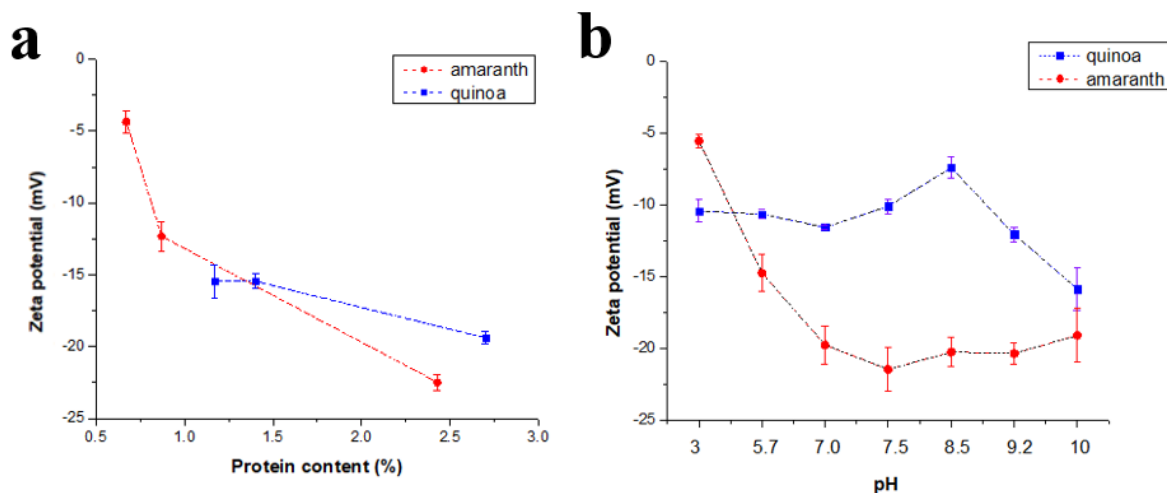 a
0
-5
-10
-15
-20
-25
Zeta potential (mV)
amaranth
quinoa
0.5 1.0 1.5 2.0 2.5 3.0
Protein content (%)
b
0
-5
-10
-15
-20
-25
Zeta potential (mV)
quinoa
amaranth
3 5.7 7.0 7.5 8.5 9.2 10
pH